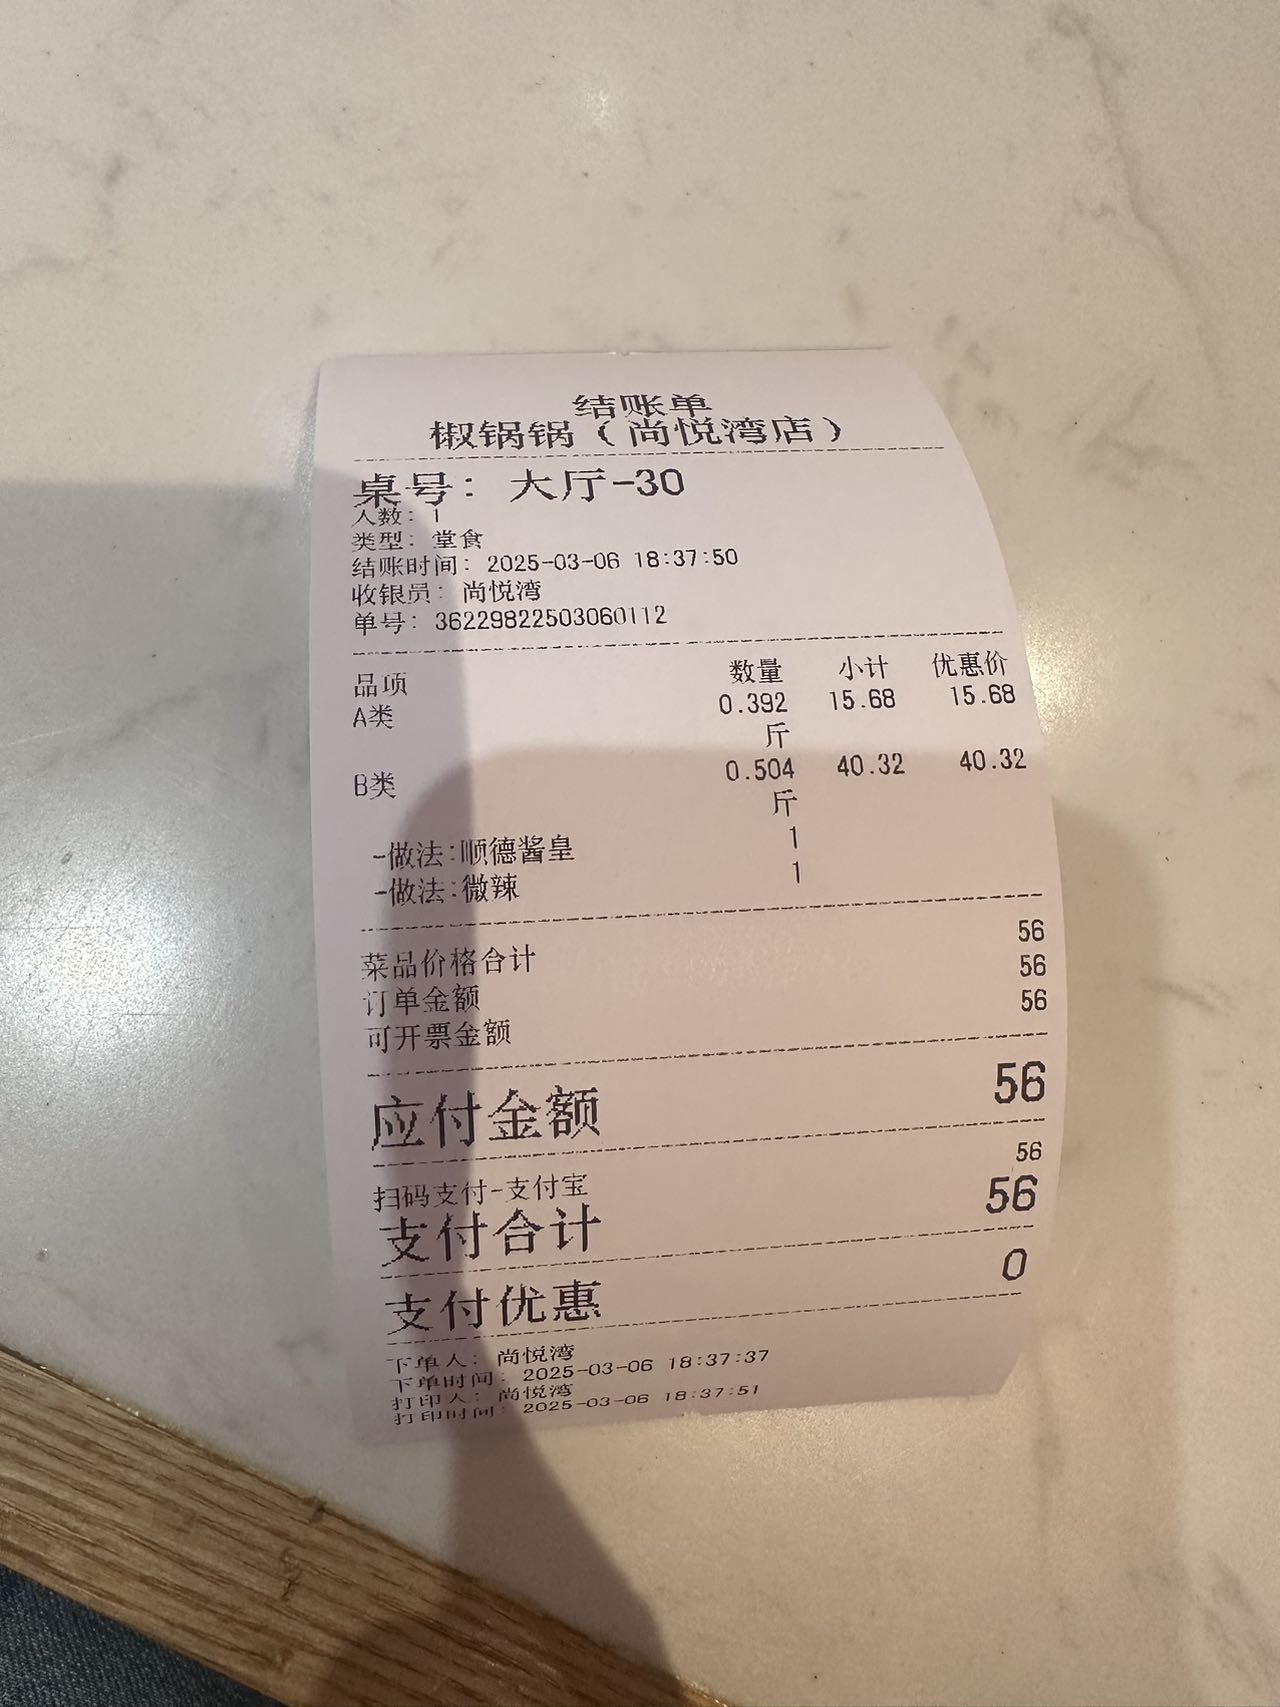 结账单
椒锅锅（尚悦湾店）
桌号：大厅-30
人数：1
类型：堂食
结账时间：2025-03-06 18:37:50
收银员：尚悦湾
单号：36229822503060112
品项 数量 小计 优惠价
A类 0.392 15.68 15.68
斤
B类 0.504 40.32 40.32
斤
-做法:顺德酱皇 1
-做法:微辣 1
菜品价格合计 56
订单金额 56
可开票金额 56
应付金额 56
扫码支付-支付宝 56
支付合计 56
支付优惠 0
下单人：尚悦湾
下单时间：2025-03-06 18:37:37
打印人：尚悦湾
打印时间：2025-03-06 18:37:51